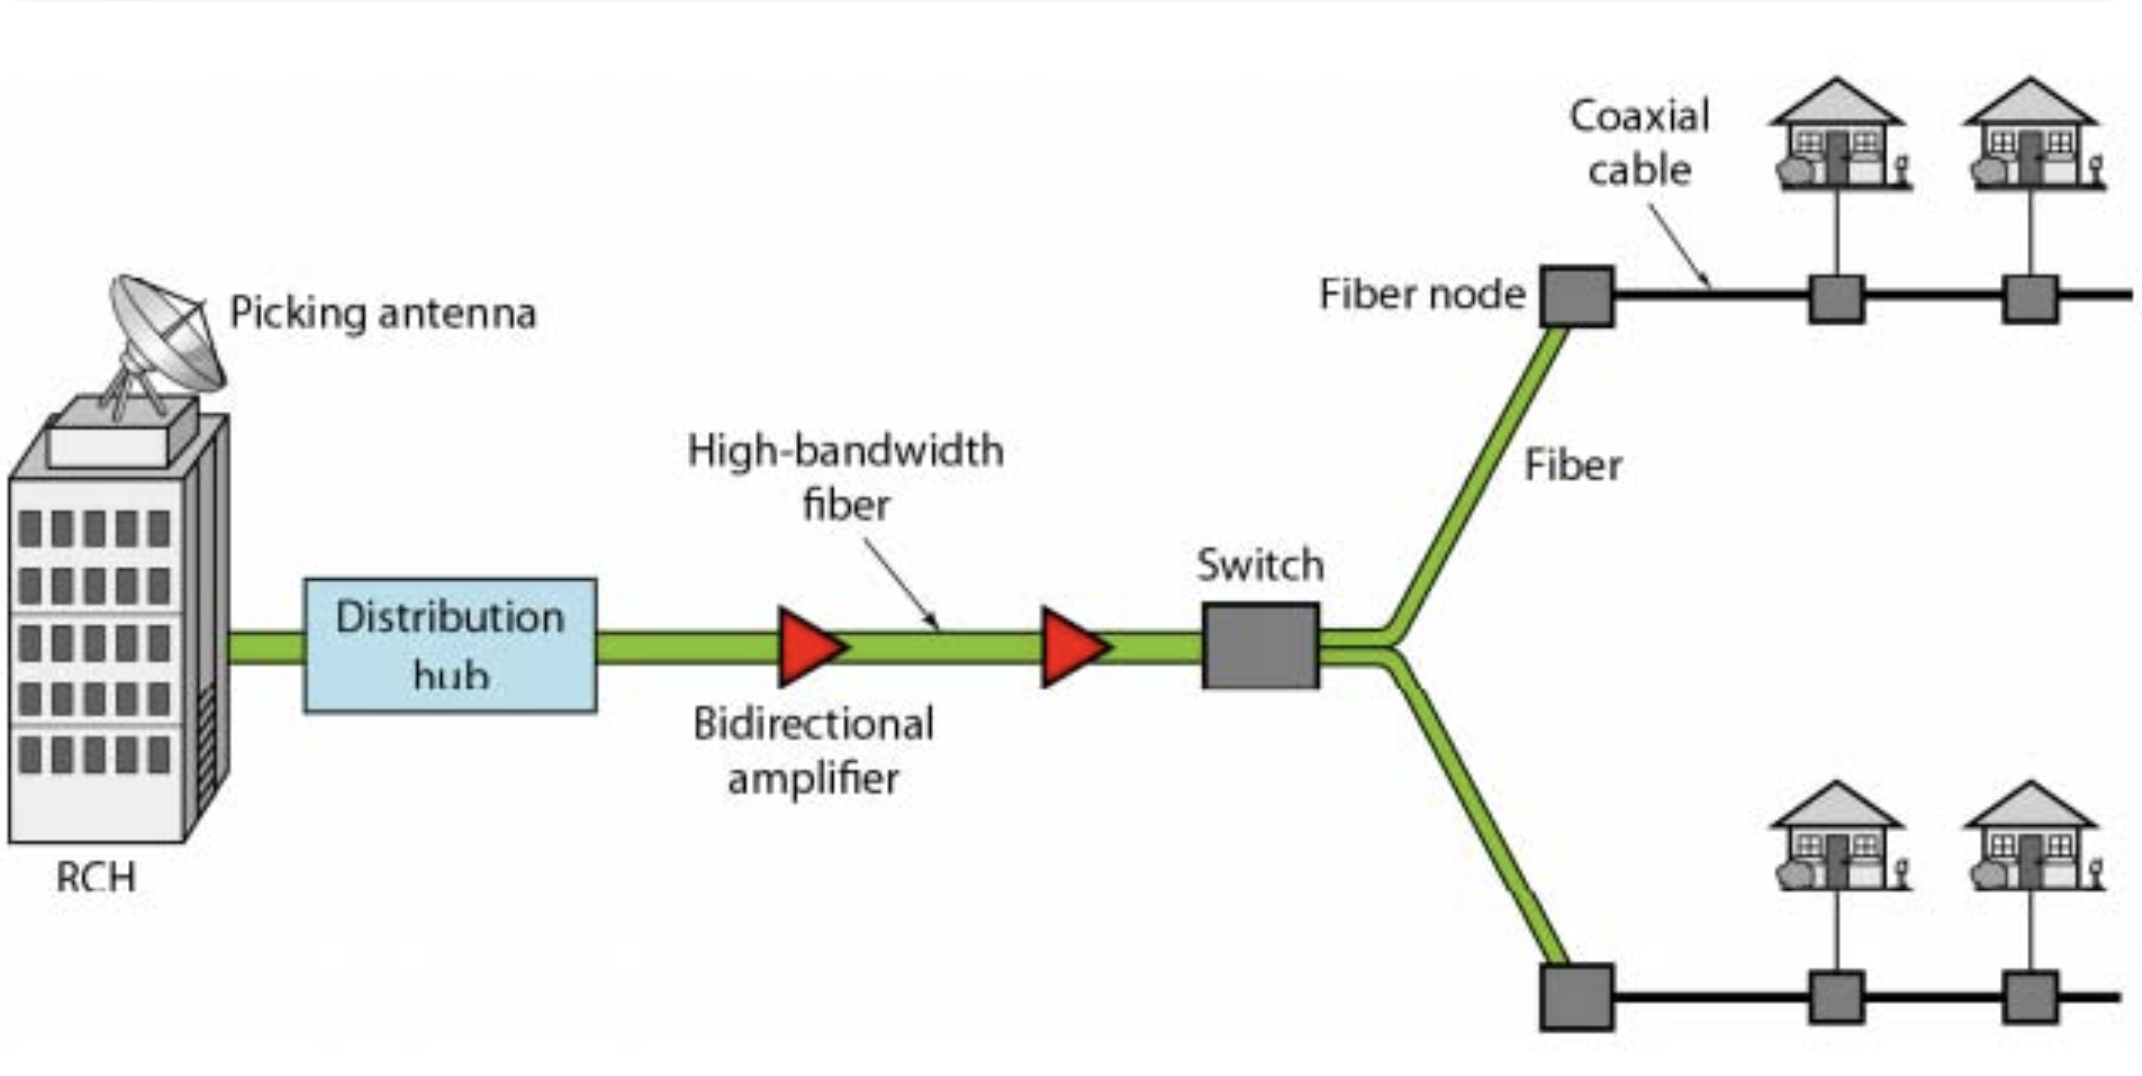 Coaxial
cable
Picking antenna
Fiber node
High-bandwidth
fiber
Fiber
Switch
Distribution
hub
Bidirectional
amplifier
RCH